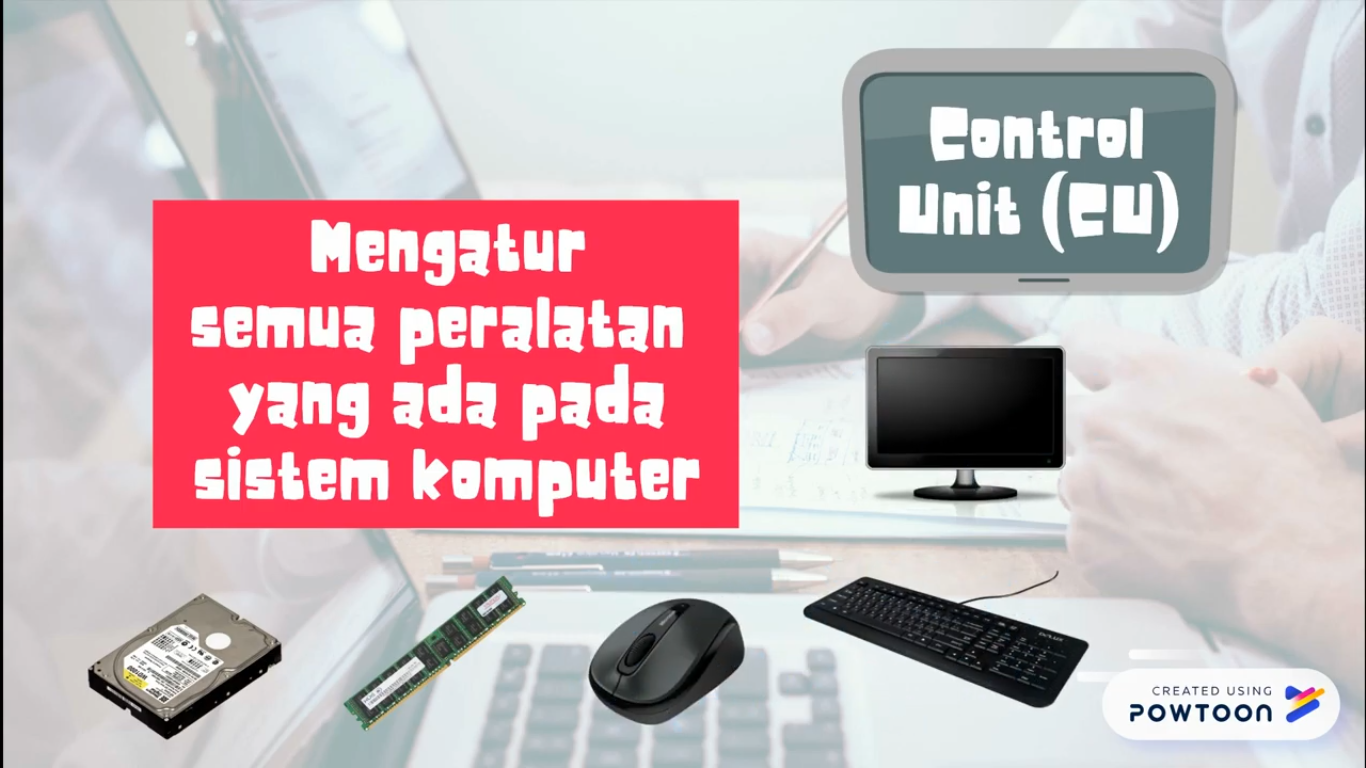 Control
Unit (CU)
Mengatur
semua peralatan
yang ada pada
sistem komputer
CREATED USING
POWTOON